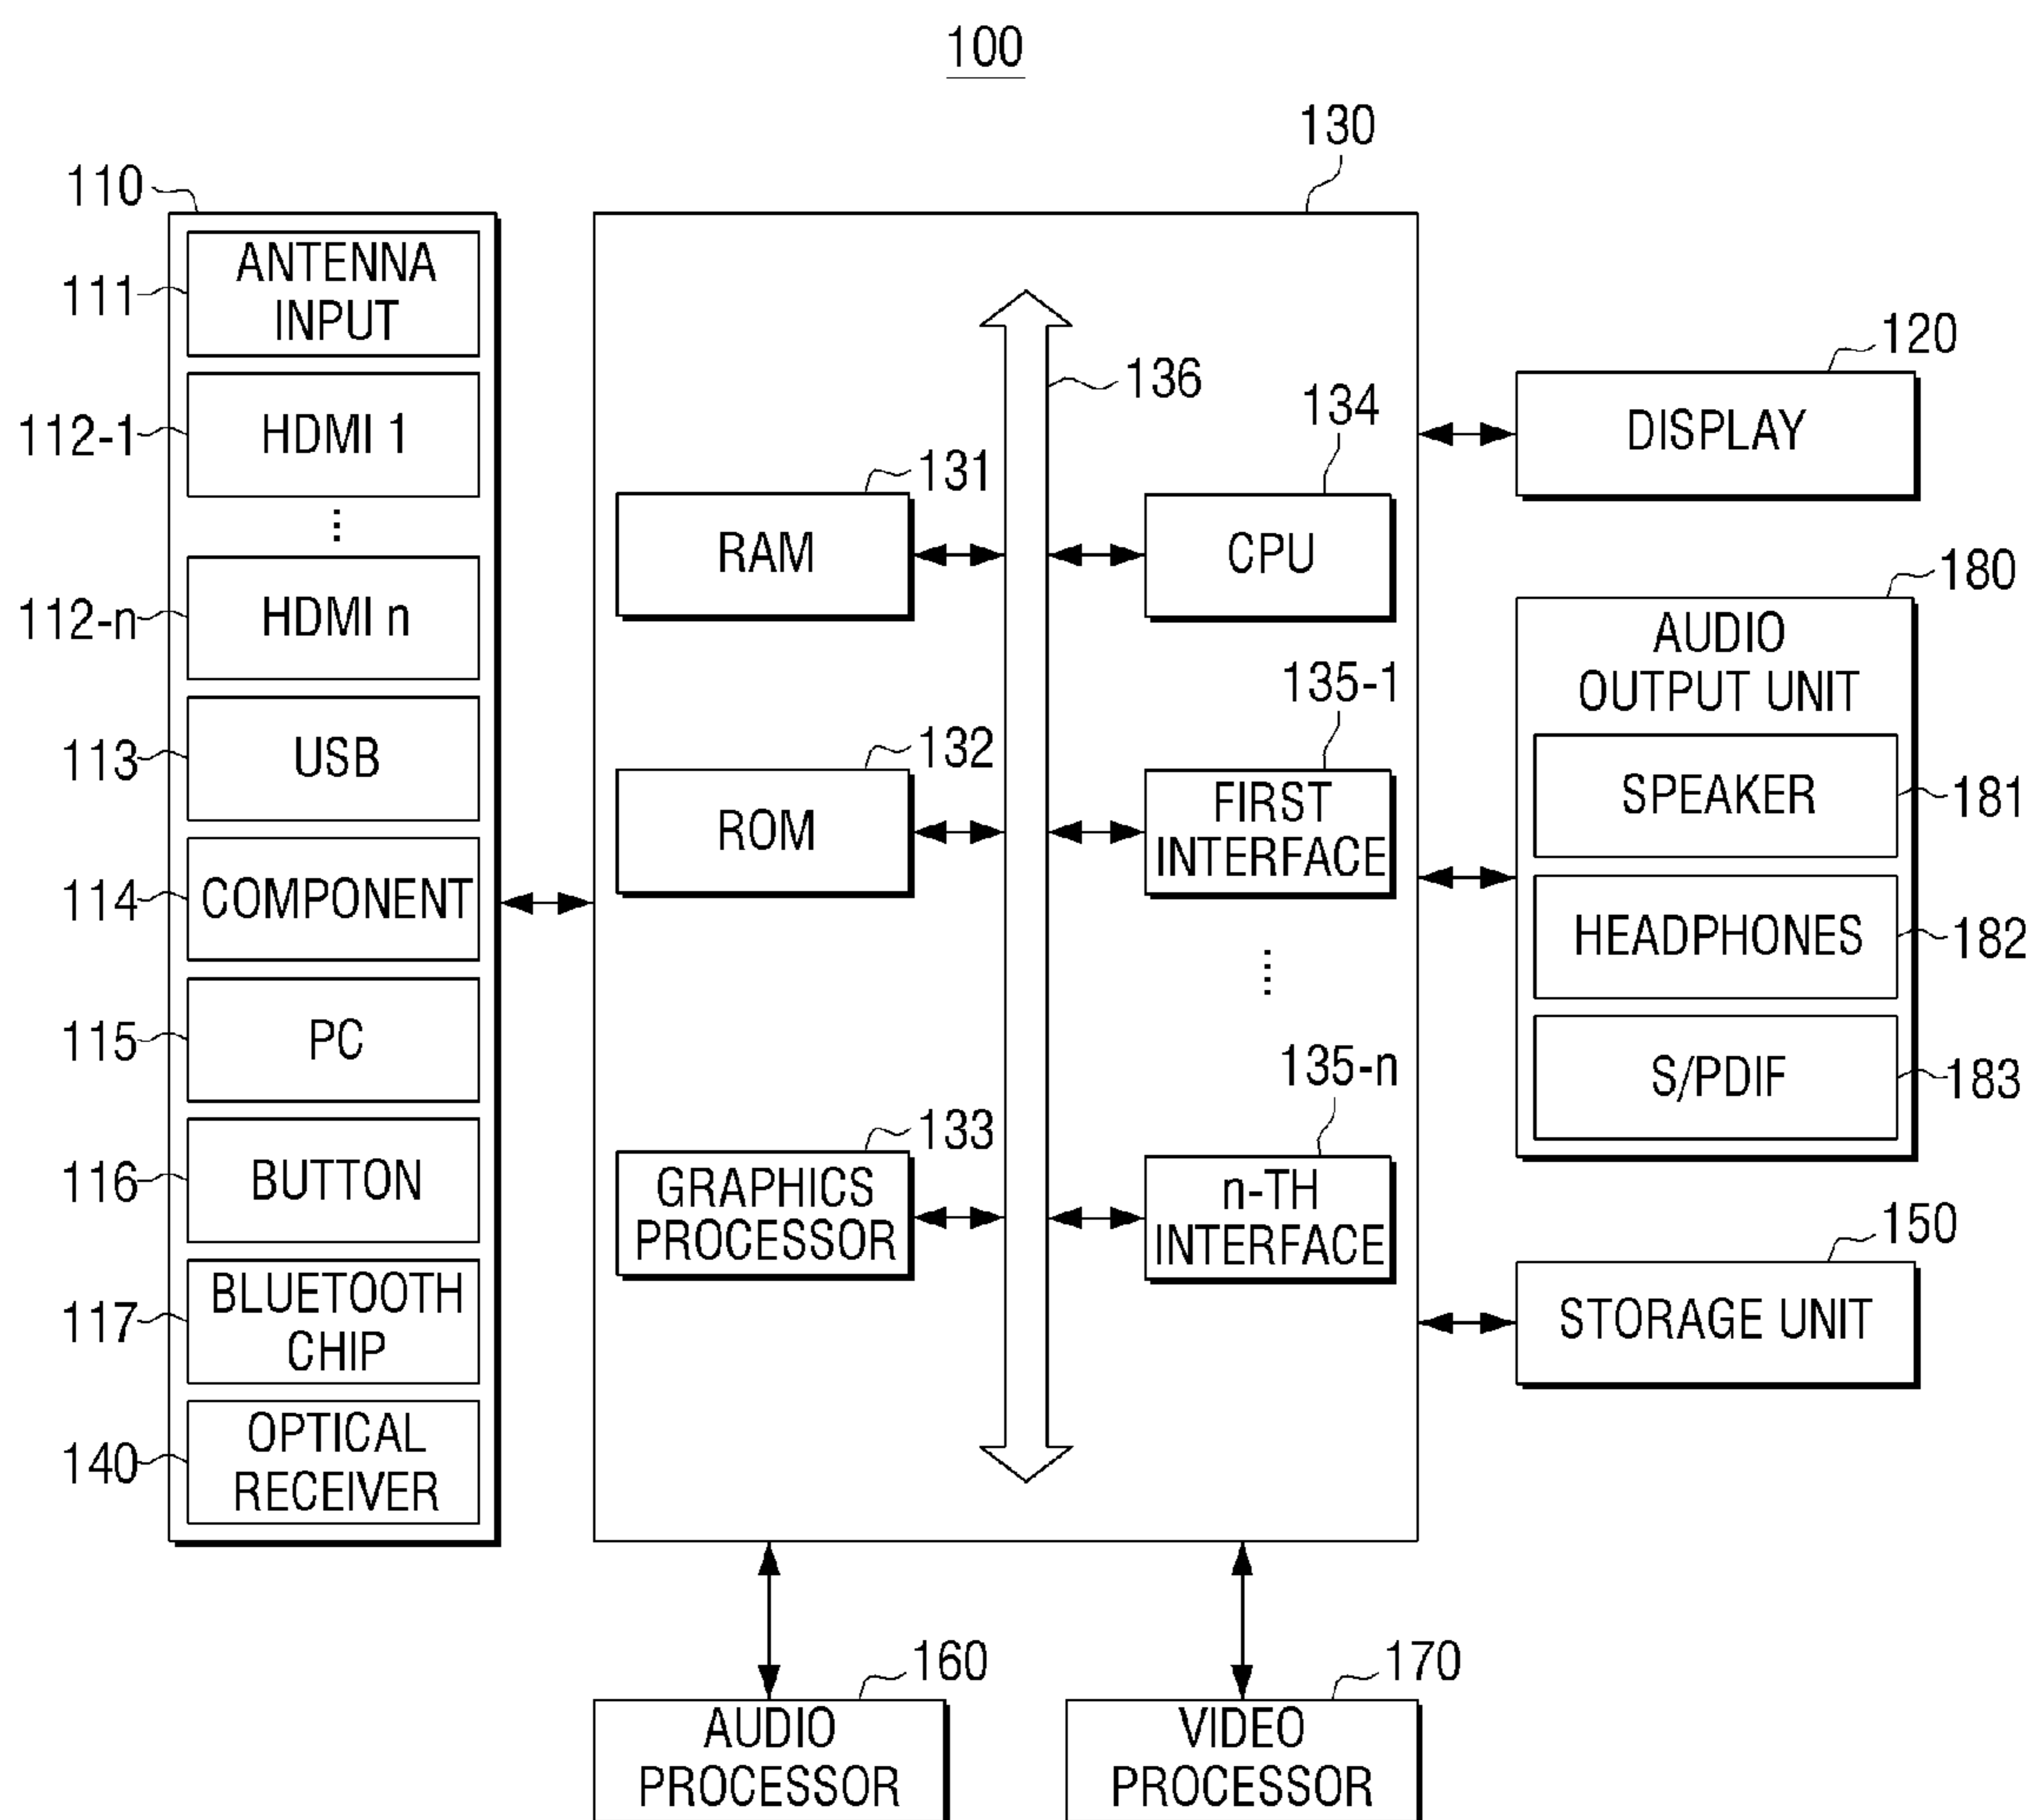 100
130
110
111
ANTENNA
INPUT
112-1
HDMI 1
112-n
HDMI n
113
USB
114
COMPONENT
115
PC
116
BUTTON
117
BLUETOOTH
CHIP
140
OPTICAL
RECEIVER
136
131
RAM
132
ROM
133
GRAPHICS
PROCESSOR
134
CPU
135-1
FIRST
INTERFACE
135-n
n-TH
INTERFACE
120
DISPLAY
180
AUDIO
OUTPUT UNIT
SPEAKER
181
HEADPHONES
182
S/PDIF
183
150
STORAGE UNIT
160
AUDIO
PROCESSOR
170
VIDEO
PROCESSOR